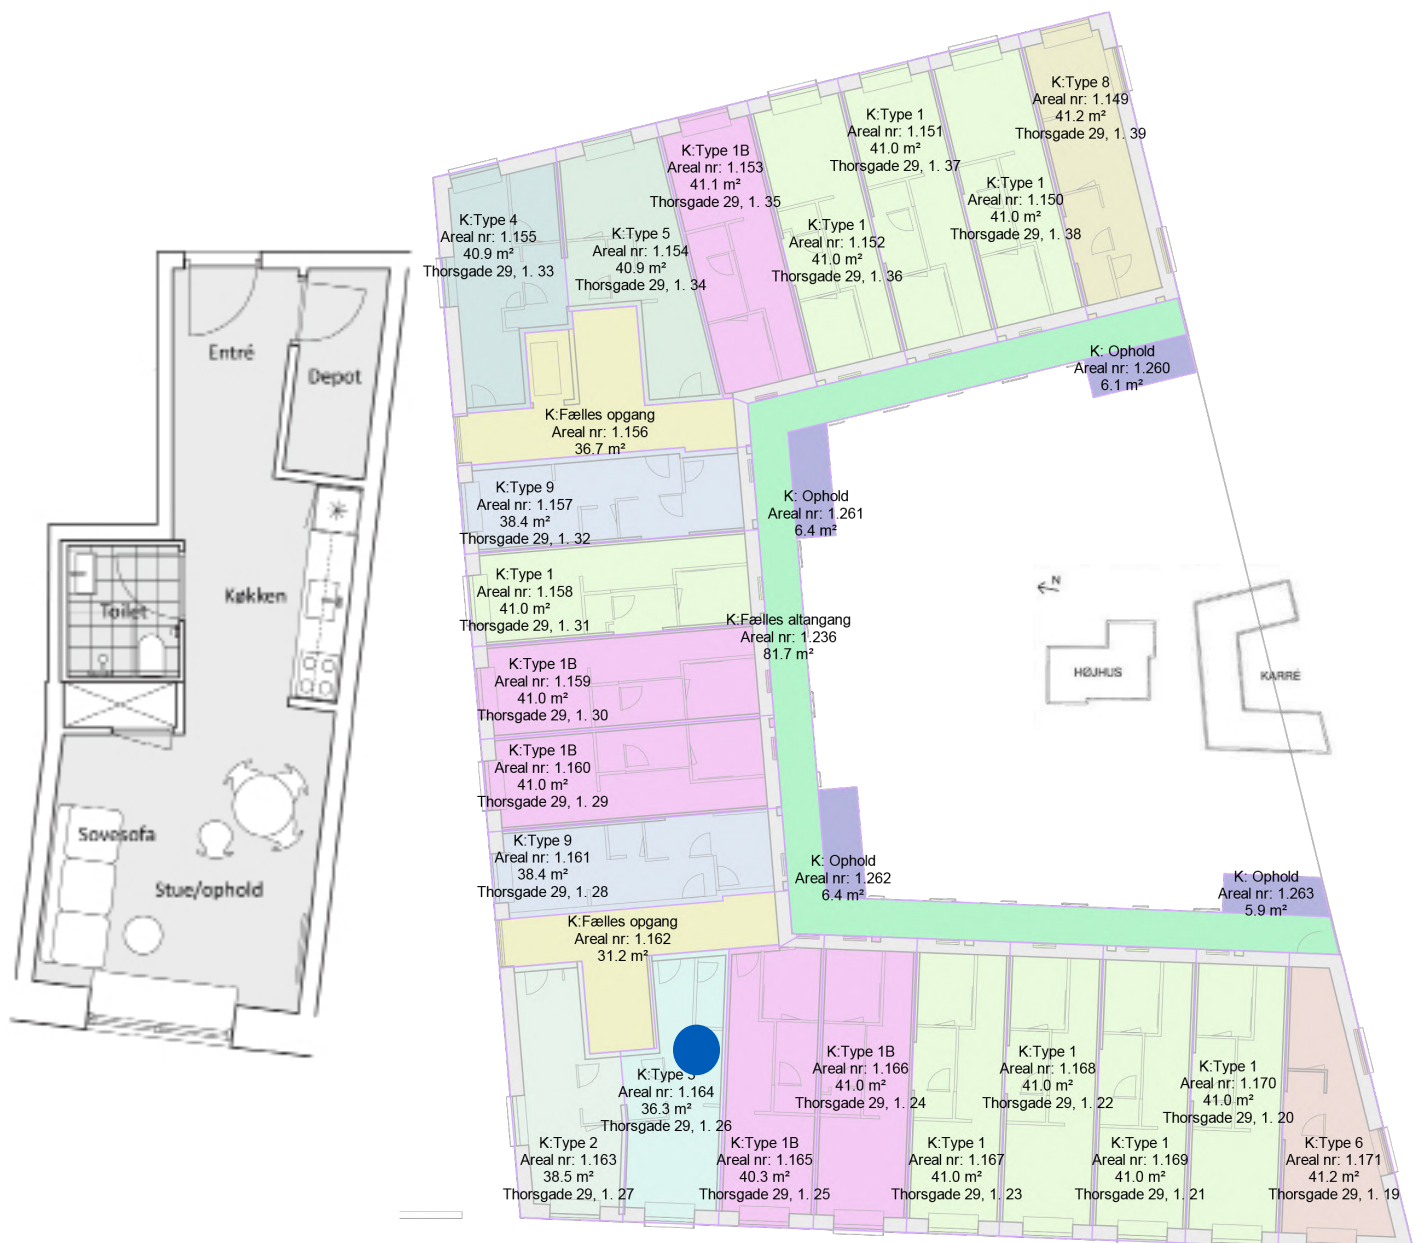 Entré
Depot
Køkken
Toilet
Sovesofa
Stue/ophold
K:Type 8
Areal nr: 1.149
41.2 m²
Thorsgade 29, 1. 39
K:Type 1
Areal nr: 1.151
41.0 m²
Thorsgade 29, 1. 37
K:Type 1
Areal nr: 1.150
41.0 m²
Thorsgade 29, 1. 38
K:Type 1B
Areal nr: 1.153
41.1 m²
Thorsgade 29, 1. 35
K:Type 1
Areal nr: 1.152
41.0 m²
Thorsgade 29, 1. 36
K:Type 4
Areal nr: 1.155
40.9 m²
Thorsgade 29, 1. 33
K:Type 5
Areal nr: 1.154
40.9 m²
Thorsgade 29, 1. 34
K: Ophold
Areal nr: 1.260
6.1 m²
K:Fælles opgang
Areal nr: 1.156
36.7 m²
K:Type 9
Areal nr: 1.157
38.4 m²
Thorsgade 29, 1. 32
K: Ophold
Areal nr: 1.261
6.4 m²
K:Type 1
Areal nr: 1.158
41.0 m²
Thorsgade 29, 1. 31
K:Fælles altangang
Areal nr: 1.236
81.7 m²
N
HØJHUS
KARRÉ
K:Type 1B
Areal nr: 1.159
41.0 m²
Thorsgade 29, 1. 30
K:Type 1B
Areal nr: 1.160
41.0 m²
Thorsgade 29, 1. 29
K:Type 9
Areal nr: 1.161
38.4 m²
Thorsgade 29, 1. 28
K: Ophold
Areal nr: 1.262
6.4 m²
K: Ophold
Areal nr: 1.263
5.9 m²
K:Fælles opgang
Areal nr: 1.162
31.2 m²
K:Type 3
Areal nr: 1.164
36.3 m²
Thorsgade 29, 1. 26
K:Type 1B
Areal nr: 1.166
41.0 m²
Thorsgade 29, 1. 24
K:Type 1
Areal nr: 1.168
41.0 m²
Thorsgade 29, 1. 22
K:Type 1
Areal nr: 1.170
41.0 m²
Thorsgade 29, 1. 20
K:Type 2
Areal nr: 1.163
38.5 m²
Thorsgade 29, 1. 27
K:Type 1B
Areal nr: 1.165
40.3 m²
Thorsgade 29, 1. 25
K:Type 1
Areal nr: 1.167
41.0 m²
Thorsgade 29, 1. 23
K:Type 1
Areal nr: 1.169
41.0 m²
Thorsgade 29, 1. 21
K:Type 6
Areal nr: 1.171
41.2 m²
Thorsgade 29, 1. 19